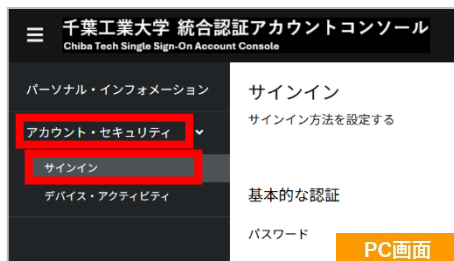 千葉工業大学 統合認証アカウントコンソール
Chiba Tech Single Sign-On Account Console
パーソナル・インフォメーション
アカウント・セキュリティ
サインイン
デバイス・アクティビティ
サインイン
サインイン方法を設定する
基本的な認証
パスワード
PC画面